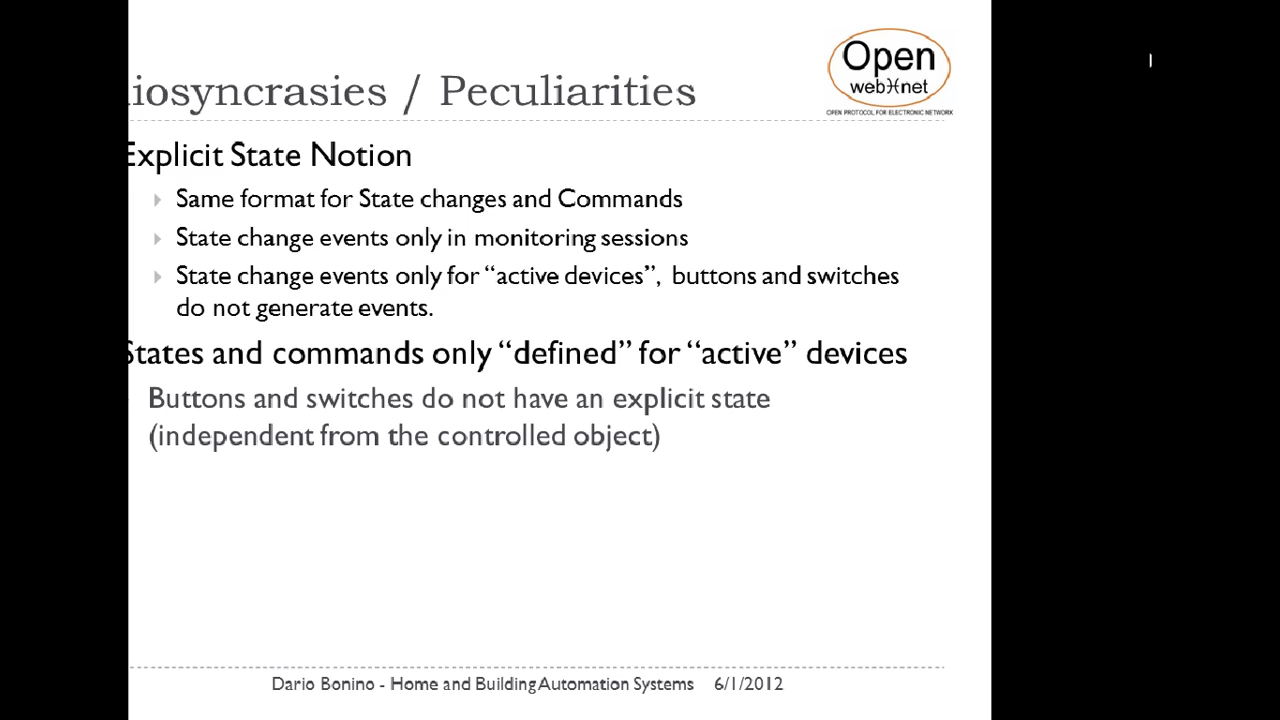 iosyncrasies / Peculiarities
Open
web net
OPEN PROTOCOL FOR ELECTRONIC NETWORK
Explicit State Notion
Same format for State changes and Commands
State change events only in monitoring sessions
State change events only for “active devices”, buttons and switches
do not generate events.
States and commands only “defined” for “active” devices
Buttons and switches do not have an explicit state
(independent from the controlled object)
Dario Bonino - Home and Building Automation Systems 6/1/2012